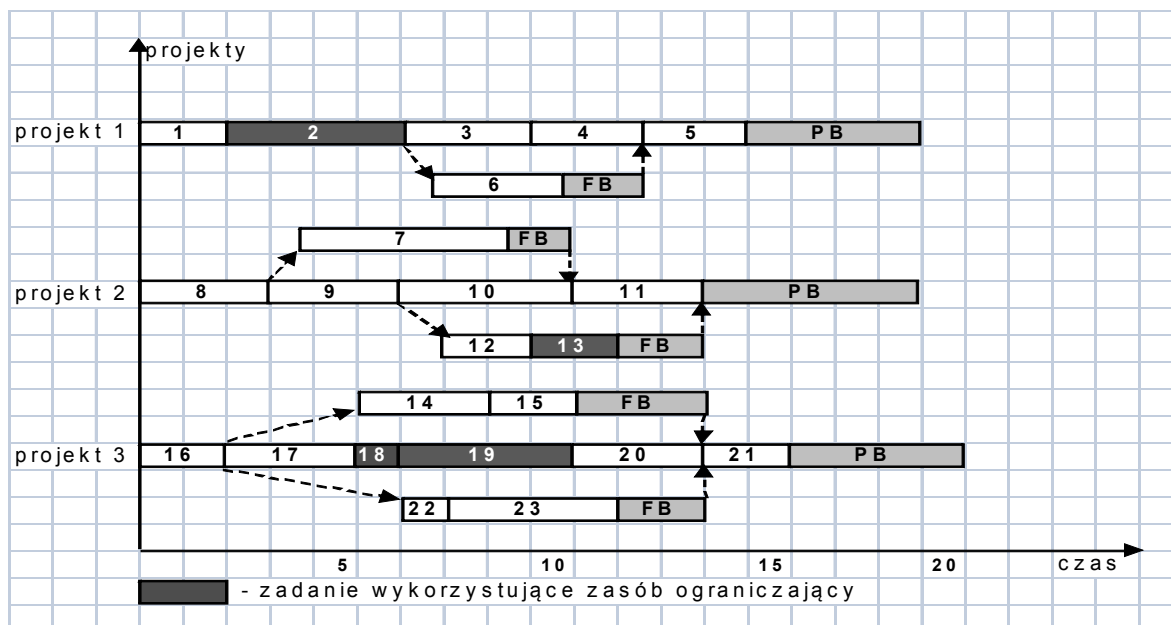 projekty
projekt 1 1 2 3 4 5 PB
6 FB
7 FB
projekt 2 8 9 10 11 PB
12 13 FB
14 15 FB
projekt 3 16 17 18 19 20 21 PB
22 23 FB
5 10 15 20 czas
- zadanie wykorzystujące zasób ograniczający